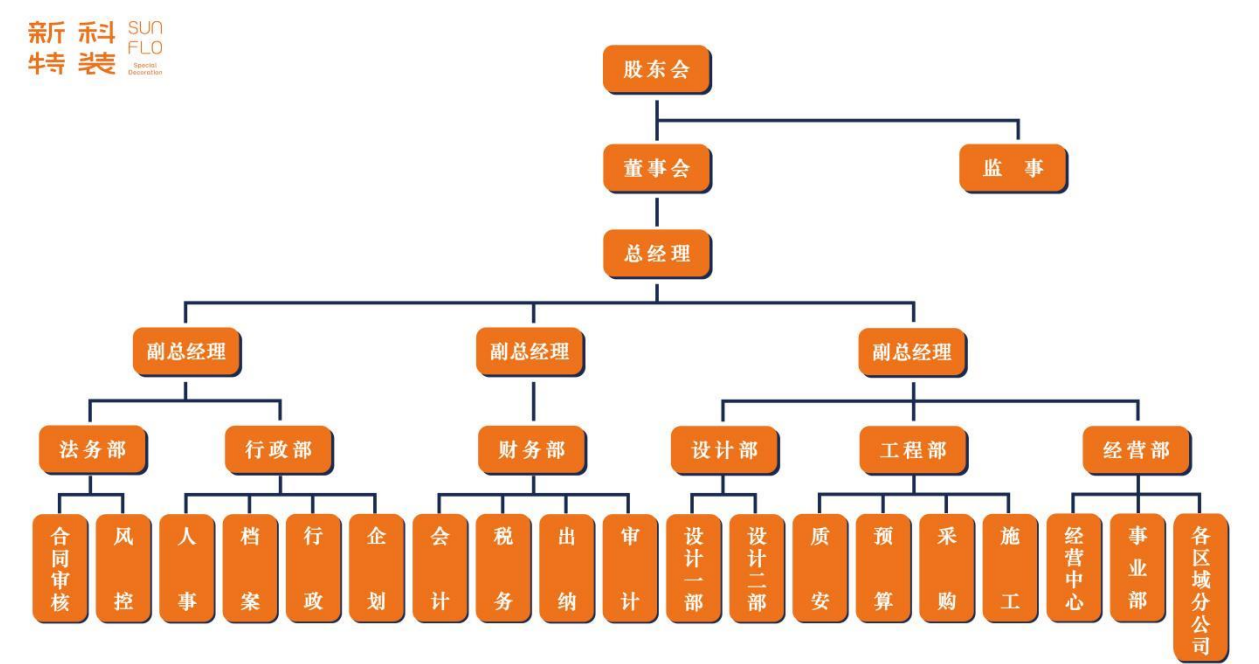 新 科 SUN
FLO
特 装 Special
Decoration
股东会
董事会
监 事
总经理
副总经理
副总经理
副总经理
法务部
行政部
财务部
设计部
工程部
经营部
合同审核
风控
人事
档案
行政
企划
会计
税务
出纳
审计
设计一部
设计二部
质安
预算
采购
施工
经营中心
事业部
各区域分公司